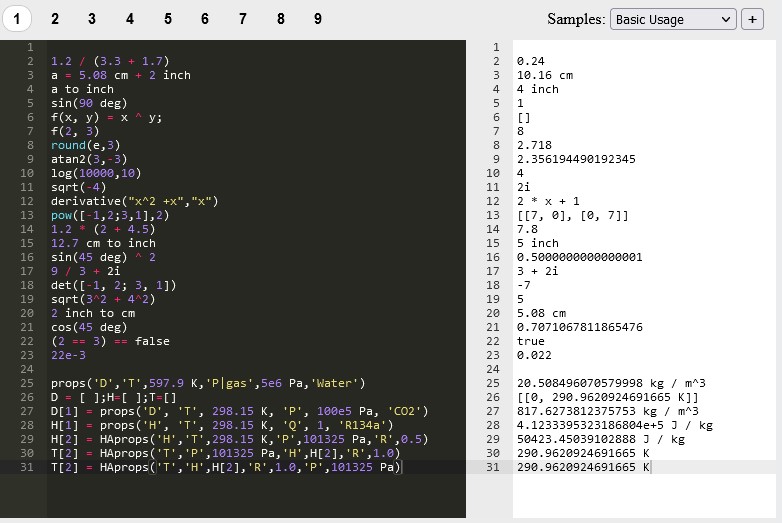 1 2 3 4 5 6 7 8 9 Samples: Basic Usage +
1
2 1.2 / (3.3 + 1.7)
3 a = 5.08 cm + 2 inch
4 a to inch
5 sin(90 deg)
6 f(x, y) = x ^ y;
7 f(2, 3)
8 round(e,3)
9 atan2(3,-3)
10 log(10000,10)
11 sqrt(-4)
12 derivative("x^2 +x","x")
13 pow([-1,2;3,1],2)
14 1.2 * (2 + 4.5)
15 12.7 cm to inch
16 sin(45 deg) ^ 2
17 9 / 3 + 2i
18 det([-1, 2; 3, 1])
19 sqrt(3^2 + 4^2)
20 2 inch to cm
21 cos(45 deg)
22 (2 == 3) == false
23 22e-3
24
25 props('D','T',597.9 K,'P|gas',5e6 Pa,'Water')
26 D = [ ];H=[ ];T=[]
27 D[1] = props('D', 'T', 298.15 K, 'P', 100e5 Pa, 'CO2')
28 H[1] = props('H', 'T', 298.15 K, 'Q', 1, 'R134a')
29 H[2] = HAprops('H', 'T',298.15 K,'P',101325 Pa,'R',0.5)
30 T[2] = HAprops('T','P',101325 Pa,'H',H[2],'R',1.0)
31 T[2] = HAprops('T','H',H[2],'R',1.0,'P',101325 Pa)
1
2 0.24
3 10.16 cm
4 4 inch
5 1
6 []
7 8
8 2.718
9 2.356194490192345
10 4
11 2i
12 2 * x + 1
13 [[7, 0], [0, 7]]
14 7.8
15 5 inch
16 0.5000000000000001
17 3 + 2i
18 -7
19 5
20 5.08 cm
21 0.7071067811865476
22 true
23 0.022
24
25 20.508496070579998 kg / m^3
26 [[0, 290.9620924691665 K]]
27 817.6273812375753 kg / m^3
28 4.1233395323186804e+5 J / kg
29 50423.45039102888 J / kg
30 290.9620924691665 K
31 290.9620924691665 K